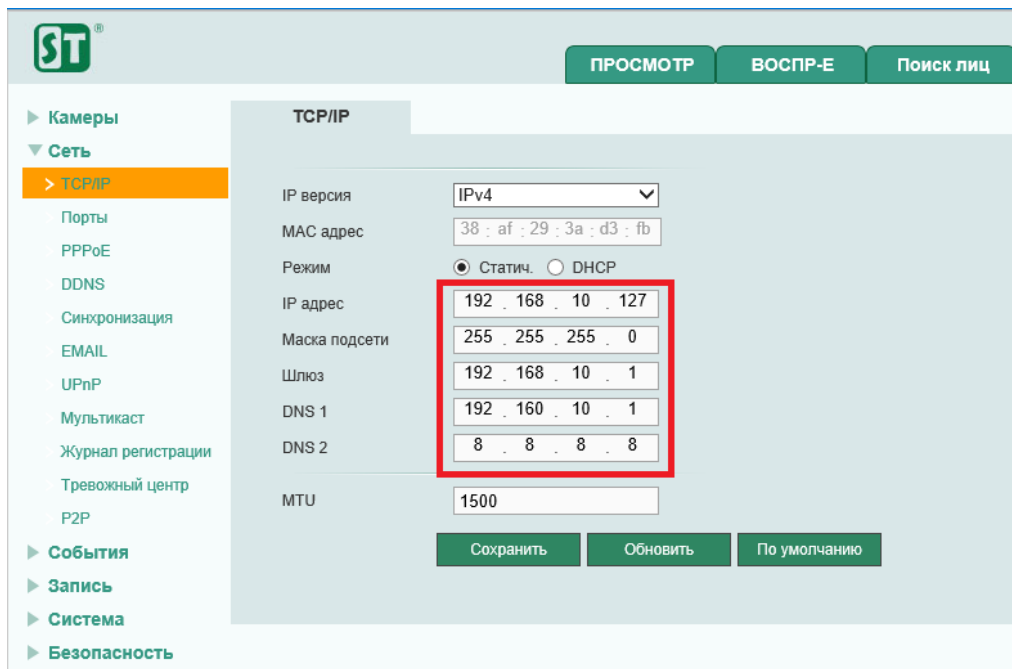 ST ®
ПРОСМОТР ВОСПР-Е Поиск лиц
Камеры
Сеть
> TCP/IP
Порты
PPPoE
DDNS
Синхронизация
EMAIL
UPnP
Мультикаст
Журнал регистрации
Тревожный центр
P2P
События
Запись
Система
Безопасность
TCP/IP
IP версия IPv4
MAC адрес 38 : af : 29 : 3a : d3 : fb
Режим Статич. DHCP
IP адрес 192 . 168 . 10 . 127
Маска подсети 255 . 255 . 255 . 0
Шлюз 192 . 168 . 10 . 1
DNS 1 192 . 160 . 10 . 1
DNS 2 8 . 8 . 8 . 8
MTU 1500
Сохранить Обновить По умолчанию